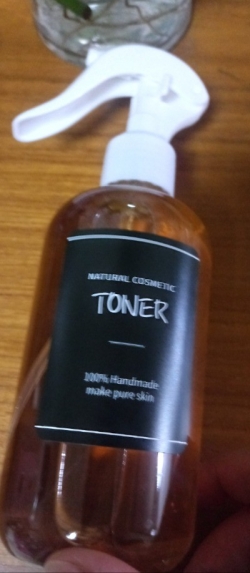 NATURAL COSMETIC
TONER
100% Handmade
make pure skin